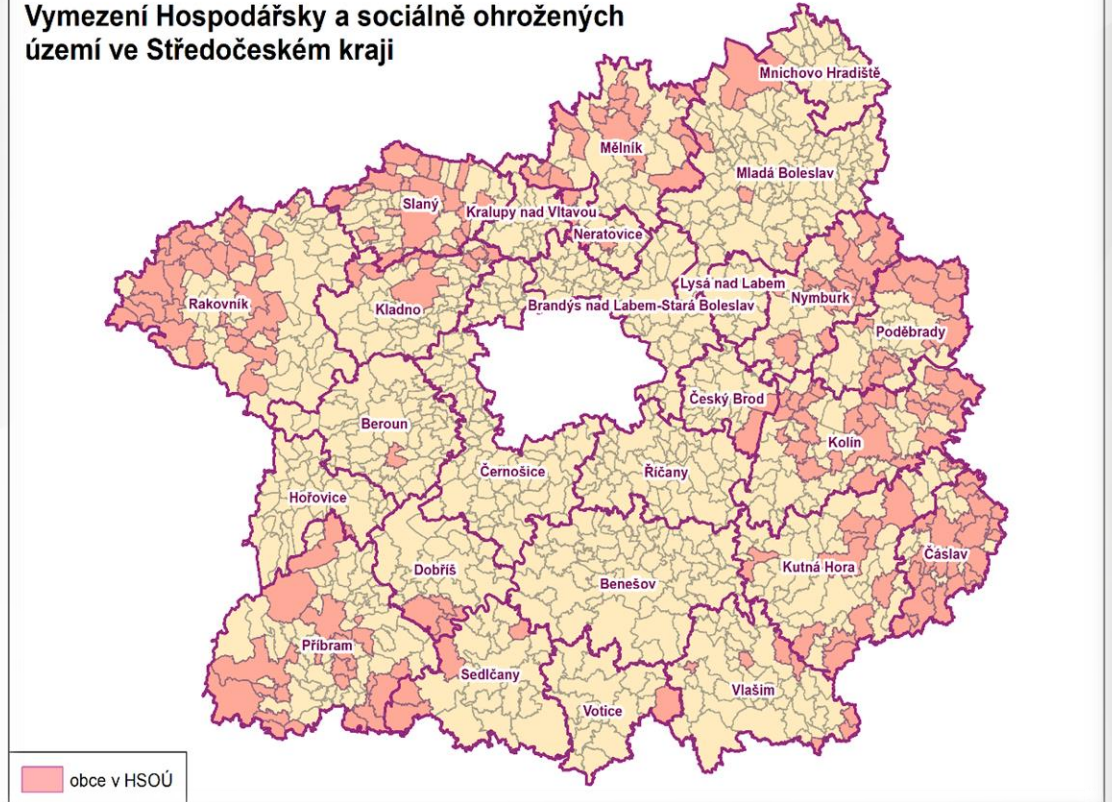 Vymezení Hospodářsky a sociálně ohrožených
území ve Středočeském kraji
Mnichovo Hradiště
Mělník
Mladá Boleslav
Slaný
Kralupy nad Vltavou
Neratovice
Lysá nad Labem
Rakovník
Kladno
Brandýs nad Labem-Stará Boleslav
Nymburk
Poděbrady
Český Brod
Beroun
Kolín
Černošice
Říčany
Hořovice
Čáslav
Dobříš
Kutná Hora
Benešov
Příbram
Sedlčany
Vlašim
Votice
obce v HSOÚ